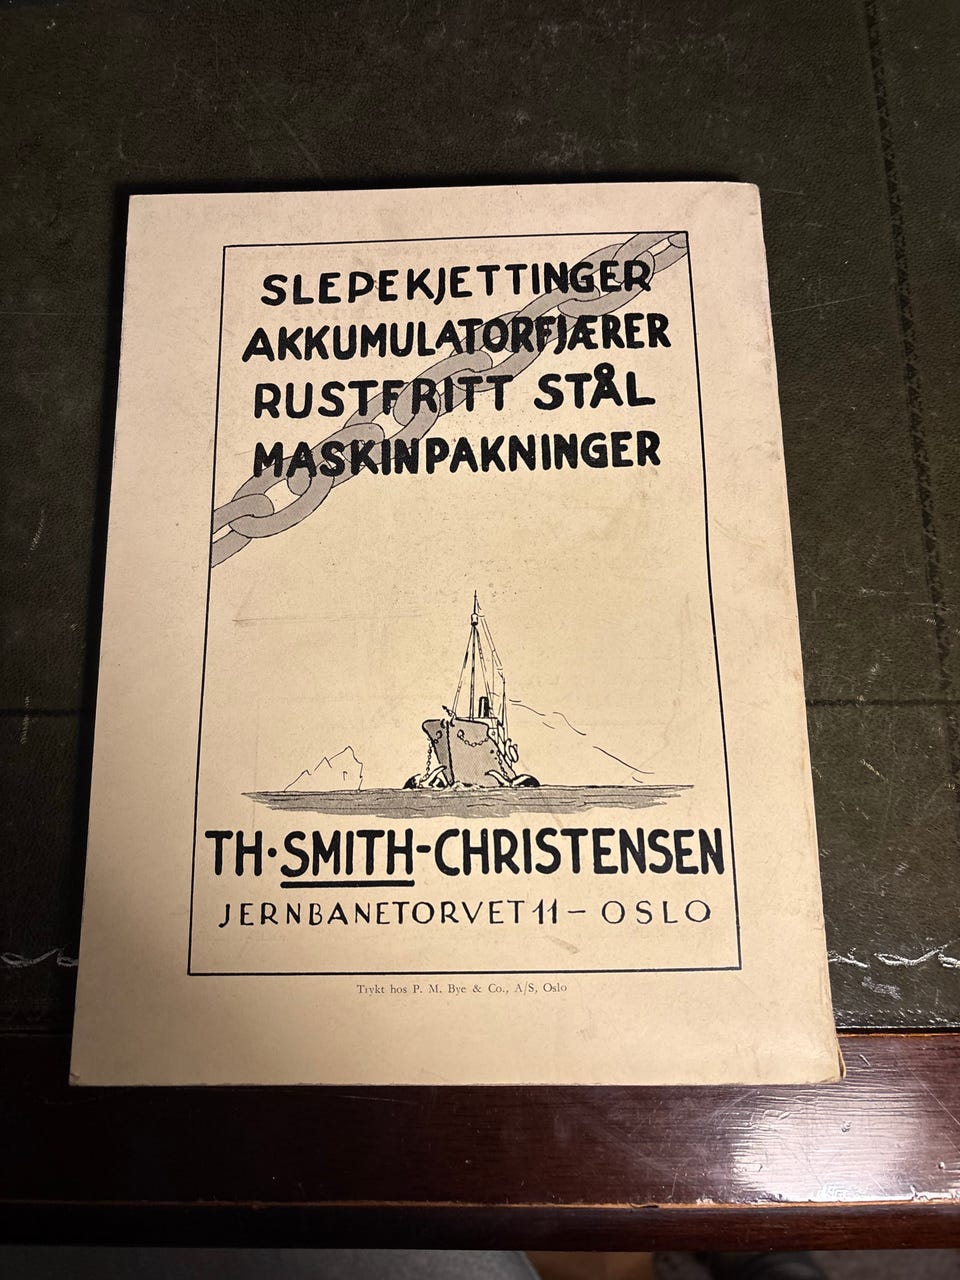 SLEPEKJETTINGER
AKKUMULATORFJÆRER
RUSTFRITT STÅL
MASKINPAKNINGER
TH·SMITH-CHRISTENSEN
JERNBANETORVET 11 – OSLO
Trykt hos P. M. Bye & Co., A/S, Oslo